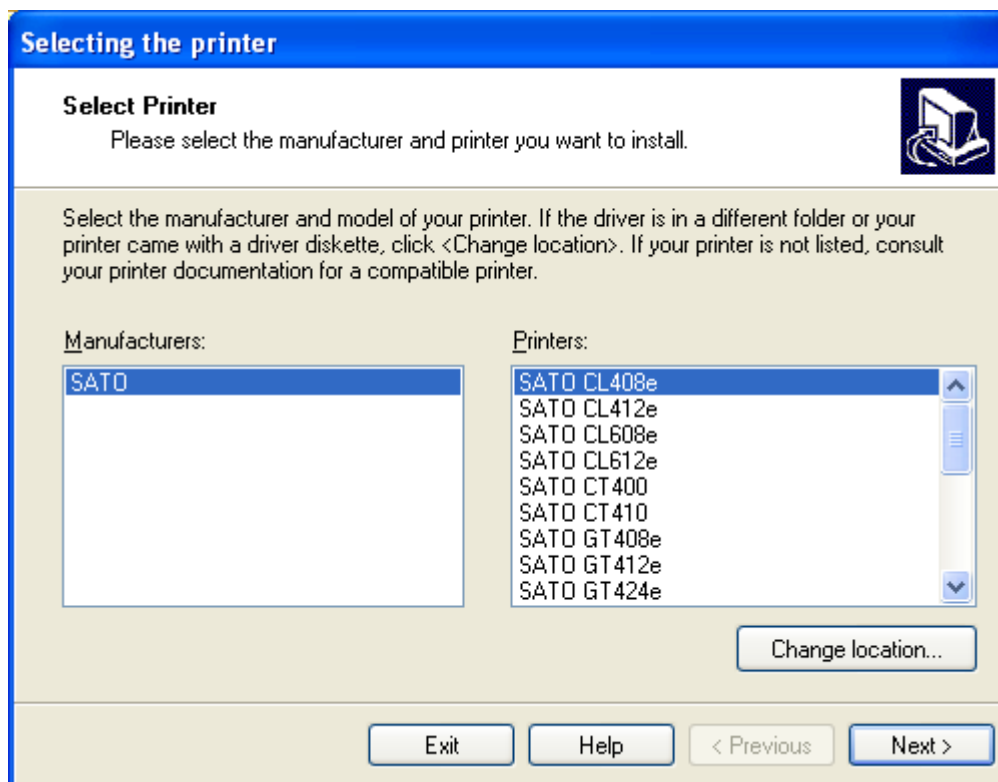 Selecting the printer
Select Printer
Please select the manufacturer and printer you want to install.
Select the manufacturer and model of your printer. If the driver is in a different folder or your
printer came with a driver diskette, click <Change location>. If your printer is not listed, consult
your printer documentation for a compatible printer.
Manufacturers:
SATO
Printers:
SATO CL408e
SATO CL412e
SATO CL608e
SATO CL612e
SATO CT400
SATO CT410
SATO GT408e
SATO GT412e
SATO GT424e
Change location...
Exit
Help
< Previous
Next >